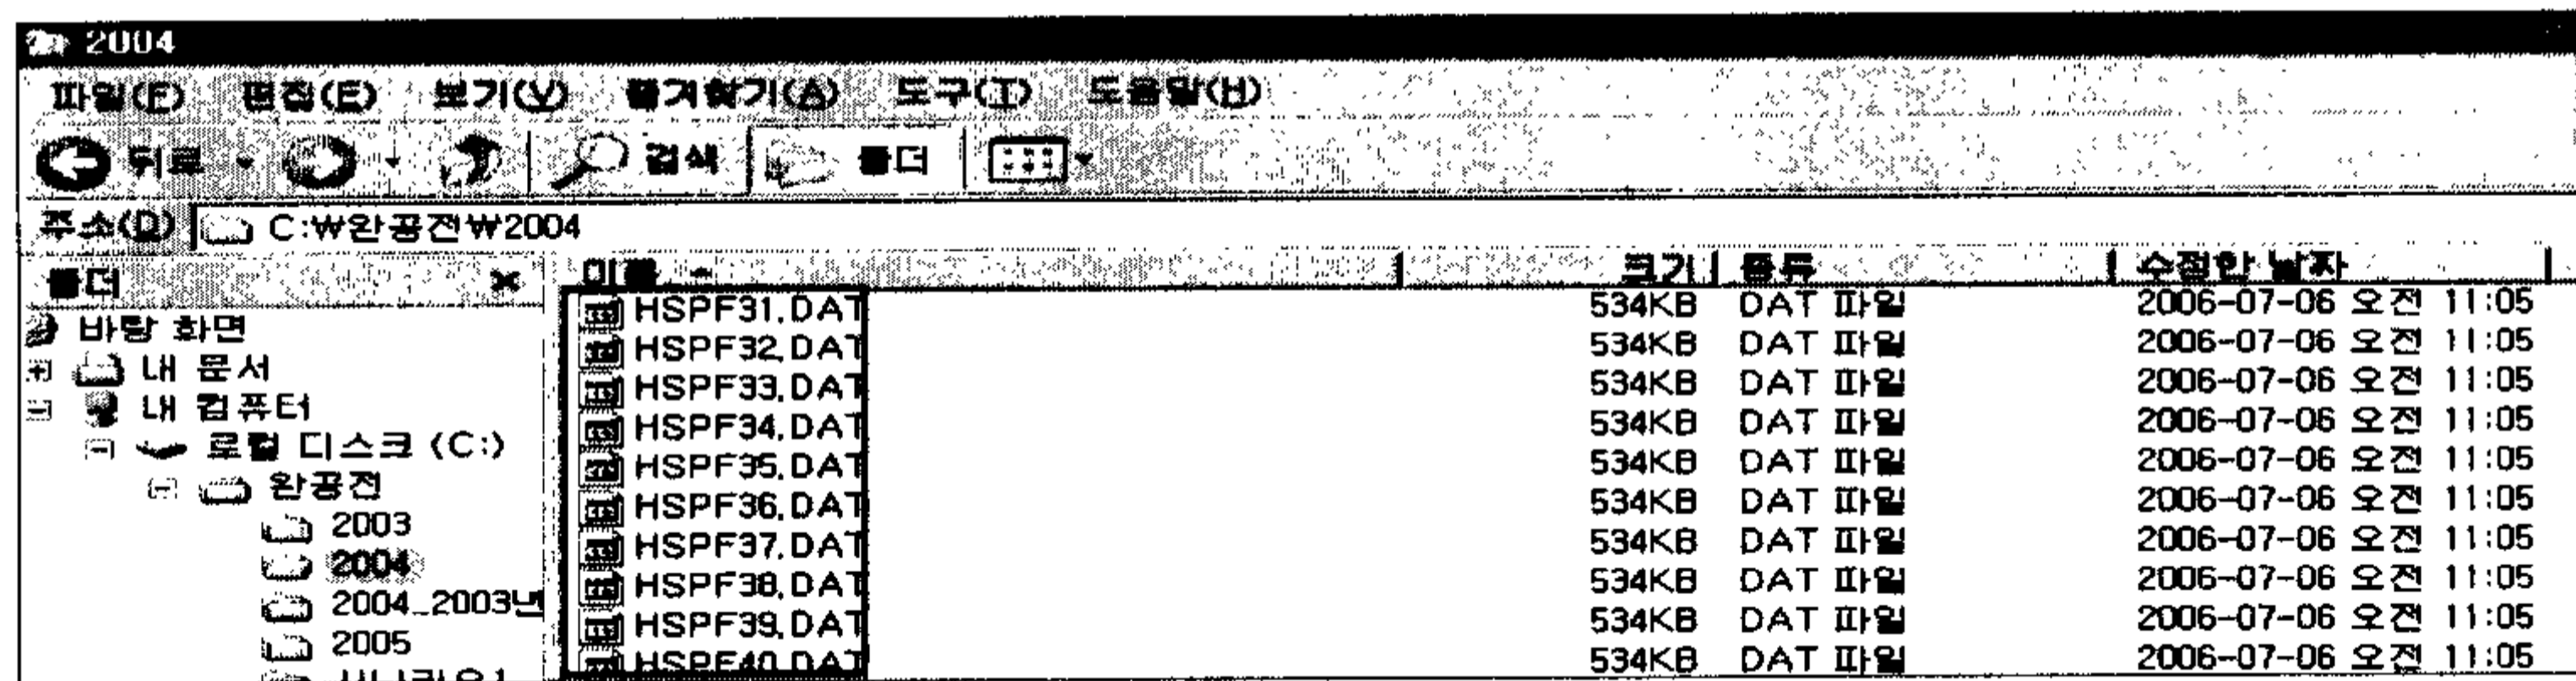 2004
파일(F) 편집(E) 보기(V) 즐겨찾기(A) 도구(T) 도움말(H)
뒤로 검색 폴더
주소(D) C:₩완공전₩2004
폴더
바탕 화면
내 문서
내 컴퓨터
로컬 디스크 (C:)
완공전
2003
2004
2004_2003년
2005
이름 크기 종류 수정한 날짜
HSPF31.DAT 534KB DAT 파일 2006-07-06 오전 11:05
HSPF32.DAT 534KB DAT 파일 2006-07-06 오전 11:05
HSPF33.DAT 534KB DAT 파일 2006-07-06 오전 11:05
HSPF34.DAT 534KB DAT 파일 2006-07-06 오전 11:05
HSPF35.DAT 534KB DAT 파일 2006-07-06 오전 11:05
HSPF36.DAT 534KB DAT 파일 2006-07-06 오전 11:05
HSPF37.DAT 534KB DAT 파일 2006-07-06 오전 11:05
HSPF38.DAT 534KB DAT 파일 2006-07-06 오전 11:05
HSPF39.DAT 534KB DAT 파일 2006-07-06 오전 11:05
HSPF40.DAT 534KB DAT 파일 2006-07-06 오전 11:05